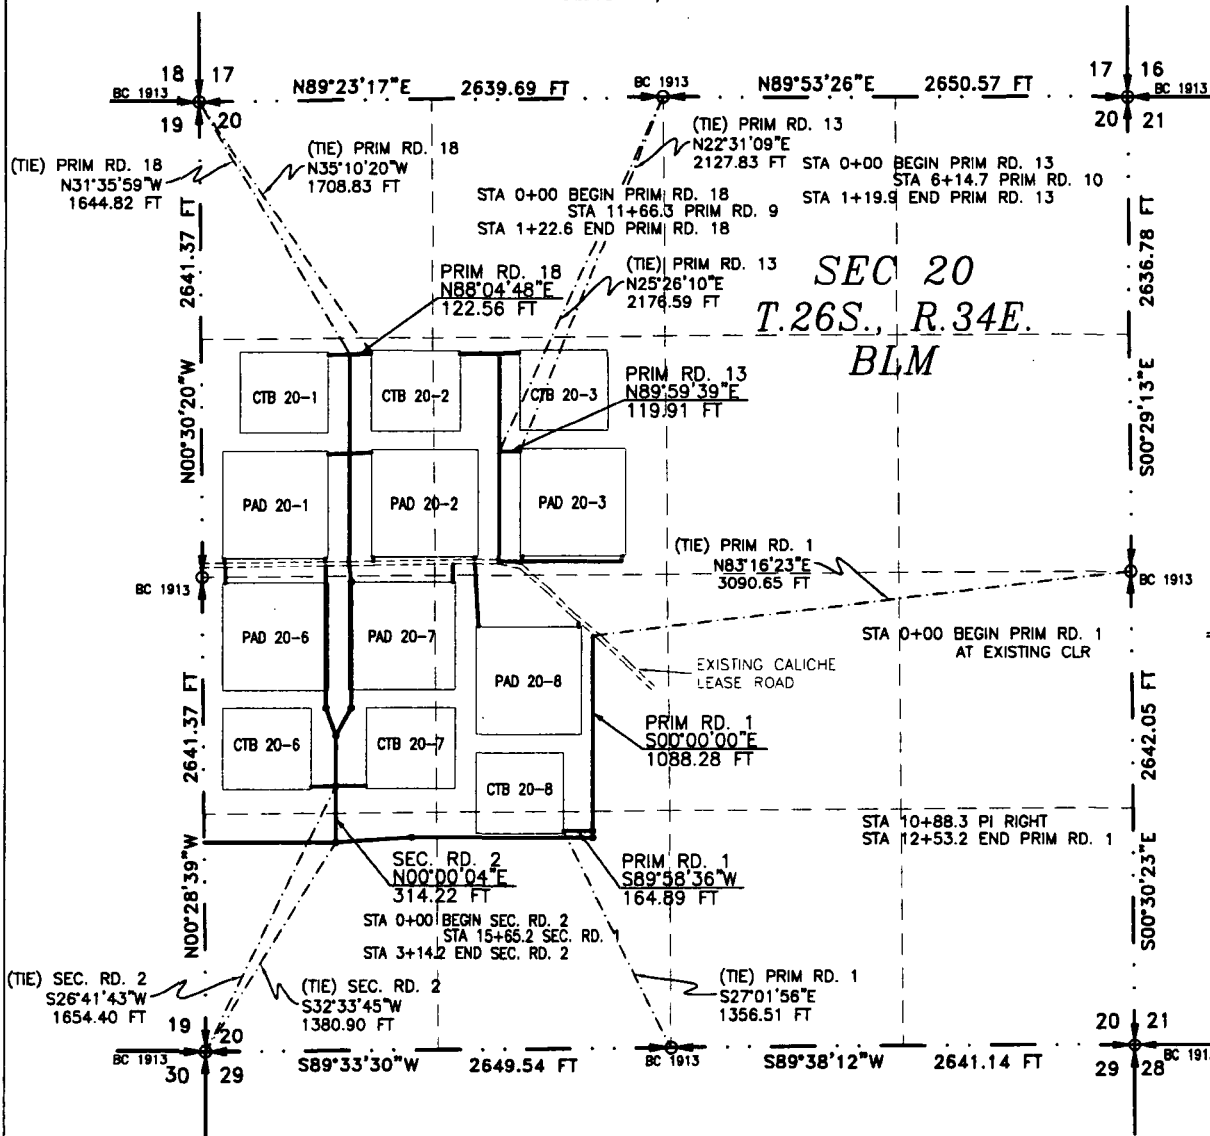 18 17
N89°23'17"E 2639.69 FT
BC 1913
N89°53'26"E 2650.57 FT
17 16
BC 1913
BC 1913
19 20
20 21
(TIE) PRIM RD. 18
N31°35'59"W
1644.82 FT
(TIE) PRIM RD. 18
N35°10'20"W
1708.83 FT
(TIE) PRIM RD. 13
N22°31'09"E
2127.83 FT
STA 0+00 BEGIN PRIM RD. 13
STA 6+14.7 PRIM RD. 10
STA 1+19.9 END PRIM RD. 13
STA 0+00 BEGIN PRIM RD. 18
STA 11+66.3 PRIM RD. 9
STA 1+22.6 END PRIM RD. 18
N00°30'20"W 2641.37 FT
S00°29'13"E 2636.78 FT
PRIM RD. 18
N88°04'48"E
122.56 FT
(TIE) PRIM RD. 13
N25°26'10"E
2176.59 FT
SEC 20
T.26S., R.34E.
BLM
CTB 20-1
CTB 20-2
CTB 20-3
PRIM RD. 13
N89°59'39"E
119.91 FT
PAD 20-1
PAD 20-2
PAD 20-3
(TIE) PRIM RD. 1
N83°16'23"E
3090.65 FT
BC 1913
BC 1913
PAD 20-6
PAD 20-7
PAD 20-8
STA 0+00 BEGIN PRIM RD. 1
AT EXISTING CLR
EXISTING CALICHE
LEASE ROAD
N00°28'39"W 2641.37 FT
S00°30'23"E 2642.05 FT
PRIM RD. 1
S00°00'00"E
1088.28 FT
CTB 20-6
CTB 20-7
CTB 20-8
STA 10+88.3 PI RIGHT
STA 12+53.2 END PRIM RD. 1
SEC. RD. 2
N00°00'04"E
314.22 FT
PRIM RD. 1
S89°58'36"W
164.89 FT
STA 0+00 BEGIN SEC. RD. 2
STA 15+65.2 SEC. RD. 1
STA 3+14.2 END SEC. RD. 2
(TIE) SEC. RD. 2
S26°41'43"W
1654.40 FT
(TIE) SEC. RD. 2
S32°33'45"W
1380.90 FT
(TIE) PRIM RD. 1
S27°01'56"E
1356.51 FT
19 20
20 21
BC 1913
S89°33'30"W 2649.54 FT
BC 1913
S89°38'12"W 2641.14 FT
BC 191
30 29
29 28